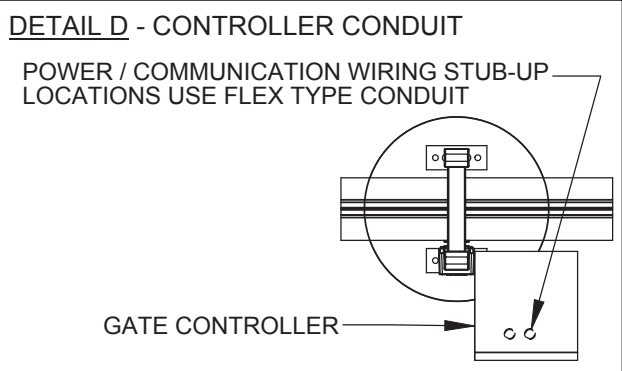 DETAIL D - CONTROLLER CONDUIT
POWER / COMMUNICATION WIRING STUB-UP
LOCATIONS USE FLEX TYPE CONDUIT
GATE CONTROLLER